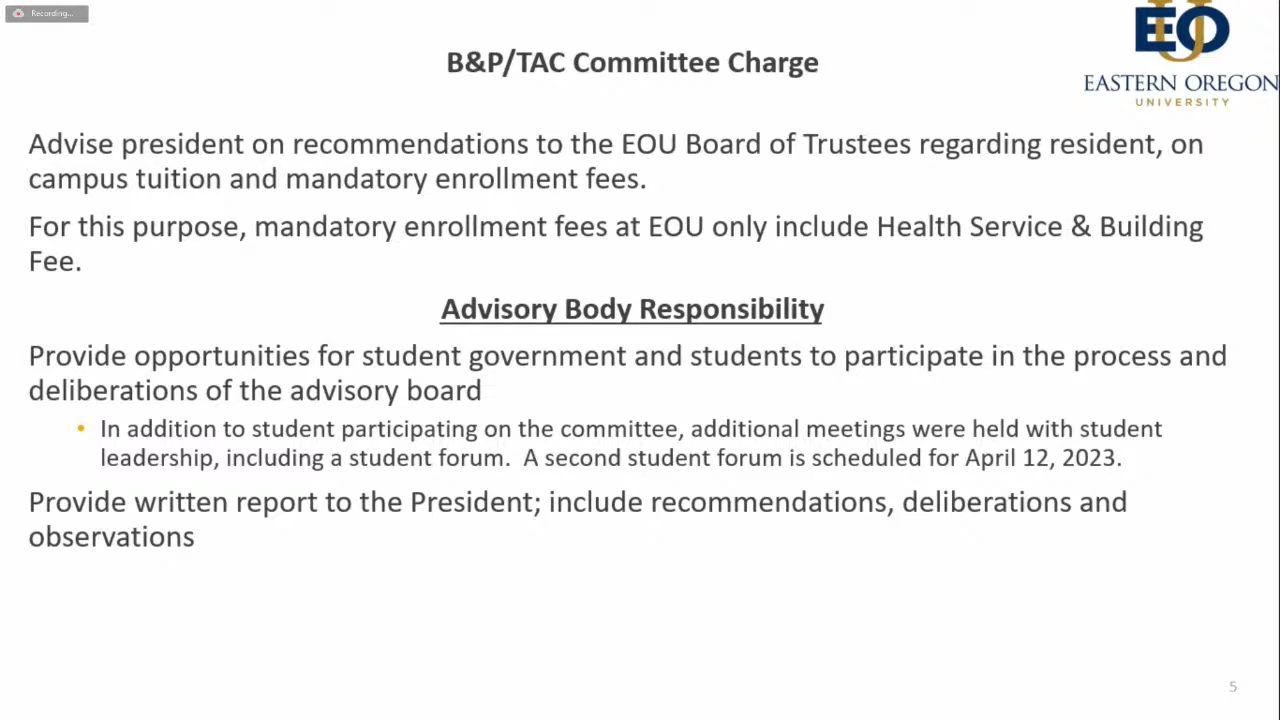 Recording...
B&P/TAC Committee Charge
EOU
EASTERN OREGON
UNIVERSITY
Advise president on recommendations to the EOU Board of Trustees regarding resident, on
campus tuition and mandatory enrollment fees.
For this purpose, mandatory enrollment fees at EOU only include Health Service & Building
Fee.
Advisory Body Responsibility
Provide opportunities for student government and students to participate in the process and
deliberations of the advisory board
• In addition to student participating on the committee, additional meetings were held with student
leadership, including a student forum.  A second student forum is scheduled for April 12, 2023.
Provide written report to the President; include recommendations, deliberations and
observations
5